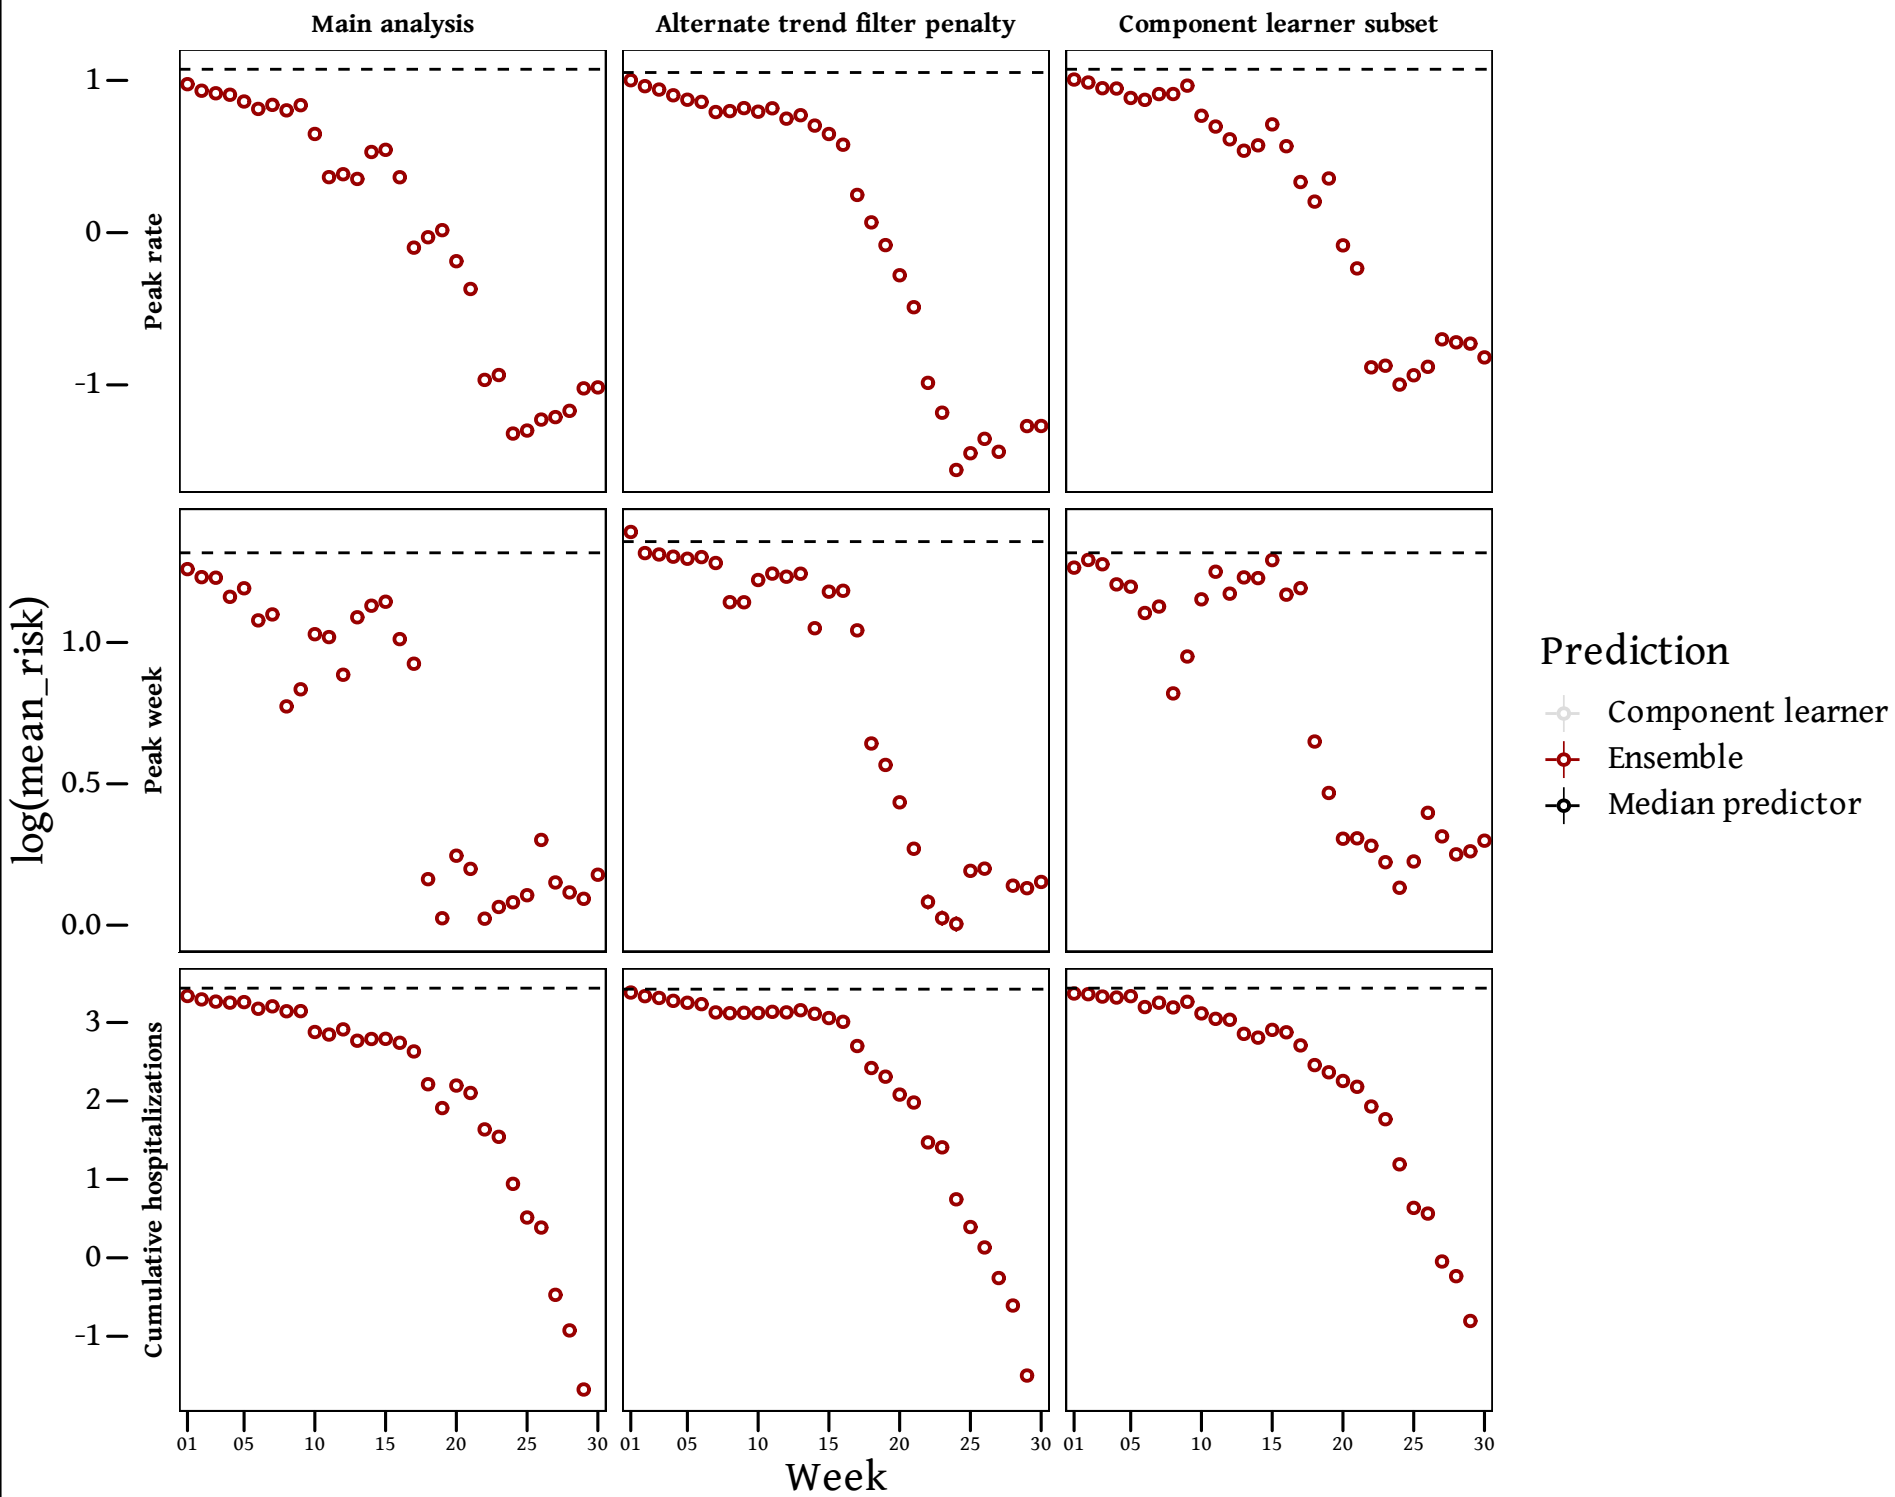 Main analysis Alternate trend filter penalty Component learner subset
1
0
-1
Peak rate
1.0
0.5
0.0
Peak week
3
2
1
0
-1
Cumulative hospitalizations
log(mean_risk)
01 05 10 15 20 25 30 01 05 10 15 20 25 30 01 05 10 15 20 25 30
Week
Prediction
Component learner
Ensemble
Median predictor